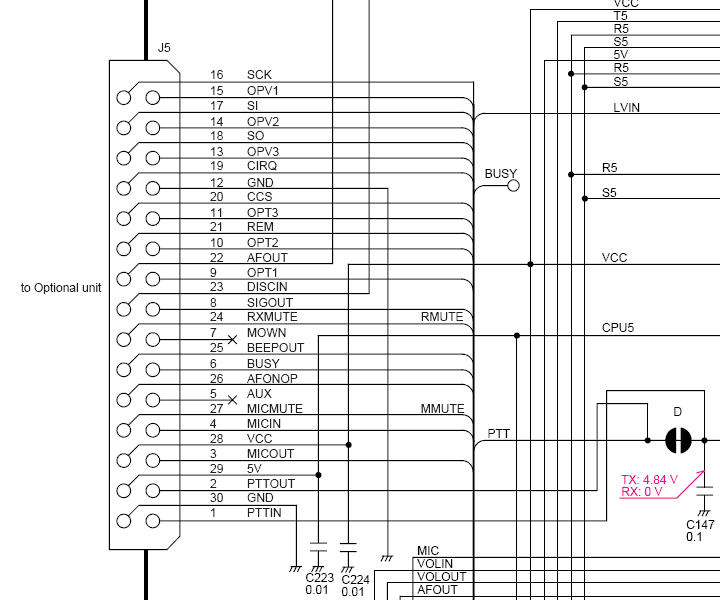 VCC
T5
R5
S5
5V
R5
S5
J5
16 SCK
15 OPV1
17 SI
14 OPV2
18 SO
13 OPV3
19 CIRQ
12 GND
20 CCS
11 OPT3
21 REM
10 OPT2
22 AFOUT
9 OPT1
23 DISCIN
8 SIGOUT
24 RXMUTE RMUTE
7 MOWN
25 BEEPOUT
6 BUSY
26 AFONOP
5 AUX
27 MICMUTE MMUTE
4 MICIN
28 VCC
3 MICOUT
29 5V
2 PTTOUT
30 GND
1 PTTIN
to Optional unit
LVIN
BUSY
R5
S5
VCC
CPU5
PTT
D
TX: 4.84 V
RX: 0 V
C147
0.1
C223
0.01
C224
0.01
MIC
VOLIN
VOLOUT
AFOUT